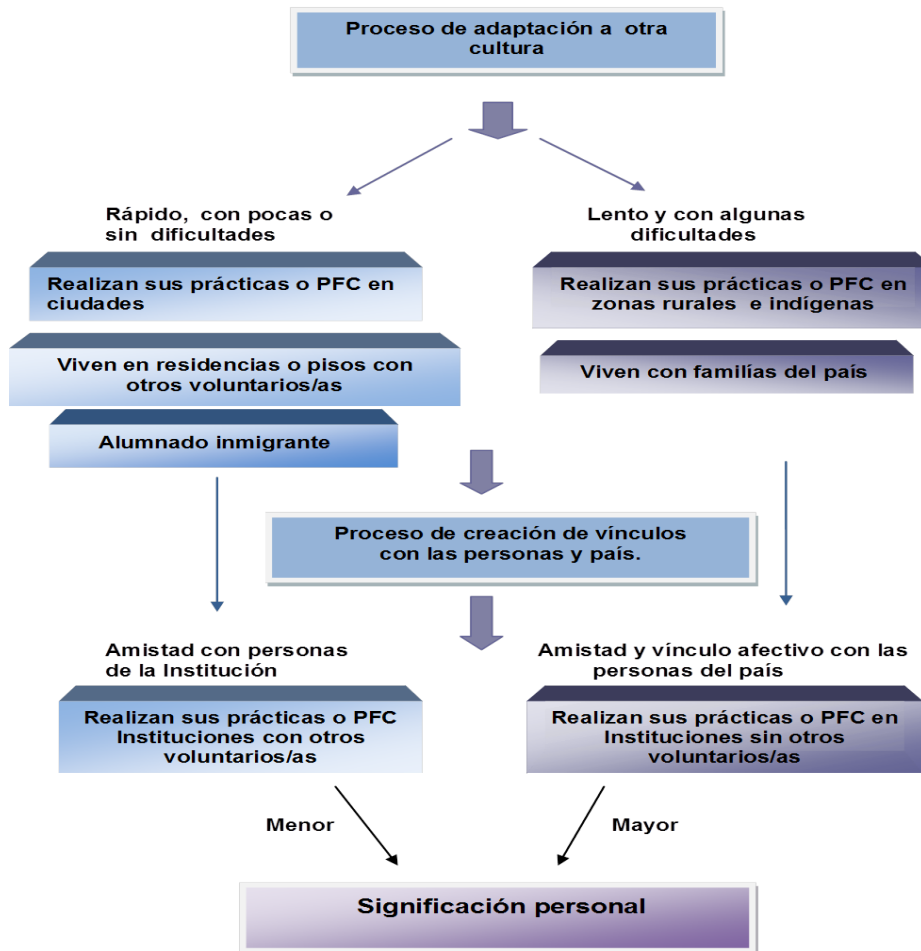 Proceso de adaptación a otra
cultura
Rápido, con pocas o
sin dificultades
Lento y con algunas
dificultades
Realizan sus prácticas o PFC en
ciudades
Realizan sus prácticas o PFC en
zonas rurales e indígenas
Viven en residencias o pisos con
otros voluntarios/as
Viven con familías del país
Alumnado inmigrante
Proceso de creación de vínculos
con las personas y país.
Amistad con personas
de la Institución
Amistad y vínculo afectivo con las
personas del país
Realizan sus prácticas o PFC
Instituciones con otros
voluntarios/as
Realizan sus prácticas o PFC en
Instituciones sin otros
voluntarios/as
Menor
Mayor
Significación personal